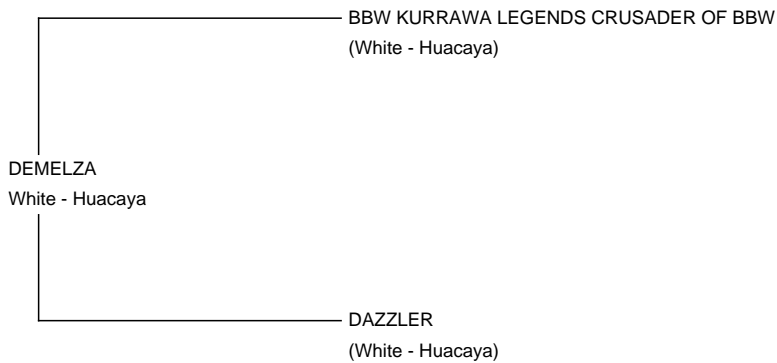 BBW KURRAWA LEGENDS CRUSADER OF BBW
(White - Huacaya)
DEMELZA
White - Huacaya
DAZZLER
(White - Huacaya)